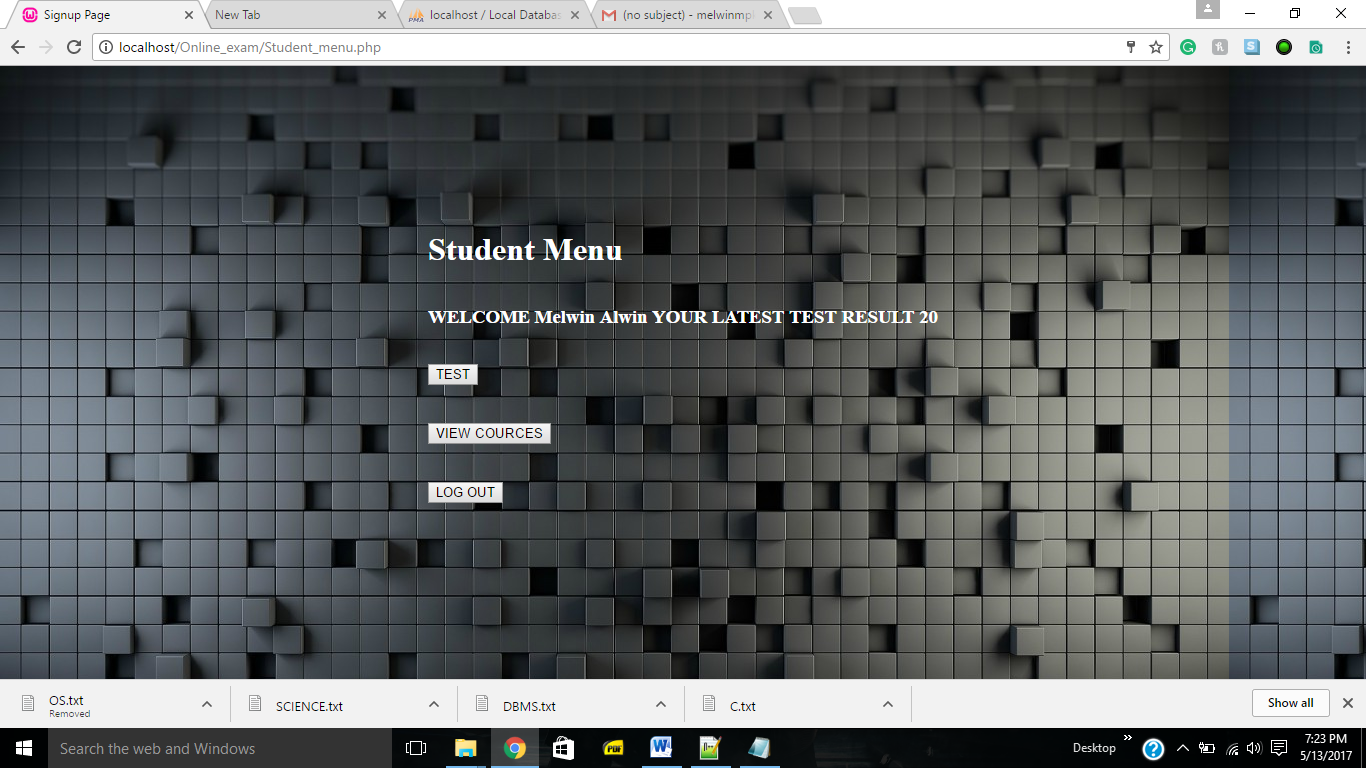 Signup Page
New Tab
localhost / Local Databas
(no subject) - melwinmpl
localhost/Online_exam/Student_menu.php
Student Menu
WELCOME Melwin Alwin YOUR LATEST TEST RESULT 20
TEST
VIEW COURCES
LOG OUT
OS.txt
Removed
SCIENCE.txt
DBMS.txt
C.txt
Show all
Search the web and Windows
Desktop
7:23 PM
5/13/2017